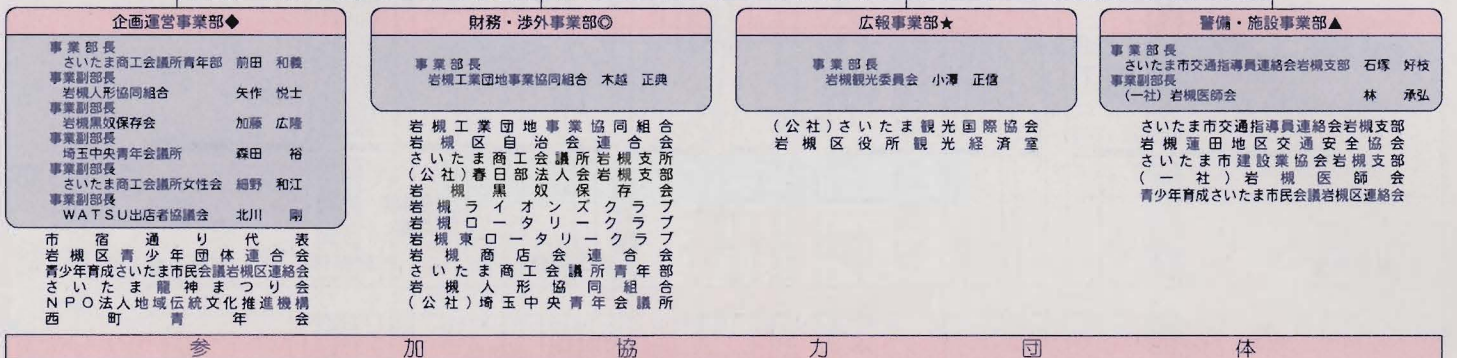 企画運営事業部◆
事業部長
さいたま商工会議所青年部 前田 和義
事業副部長
岩槻人形協同組合 矢作 悦士
事業副部長
岩槻黒奴保存会 加藤 広隆
事業副部長
埼玉中央青年会議所 森田 裕
事業副部長
さいたま商工会議所女性会 細野 和江
事業副部長
WATSU出店者協議会 北川 剛
市宿通り代表
岩槻区青少年団体連合会
青少年育成さいたま市民会議岩槻区連絡会
さいたま龍神まつり会
NPO法人地域伝統文化推進機構
西町青年会
財務・渉外事業部◎
事業部長
岩槻工業団地事業協同組合 木越 正典
岩槻工業団地事業協同組合
岩槻区自治会連合会
さいたま商工会議所岩槻支所
(公社)春日部法人会岩槻支部
岩槻黒奴保存会
岩槻ライオンズクラブ
岩槻ロータリークラブ
岩槻東ロータリークラブ
岩槻商店会連合会
さいたま商工会議所青年部
岩槻人形協同組合
(公社)埼玉中央青年会議所
広報事業部★
事業部長
岩槻観光委員会 小澤 正信
(公社)さいたま観光国際協会
岩槻区役所観光経済室
警備・施設事業部▲
事業部長
さいたま市交通指導員連絡会岩槻支部 石塚 好枝
事業副部長
(一社)岩槻医師会 林 承弘
さいたま市交通指導員連絡会岩槻支部
岩槻蓮田地区交通安全協会
さいたま市建設業協会岩槻支部
(一社)岩槻医師会
青少年育成さいたま市民会議岩槻区連絡会
参加協力団体